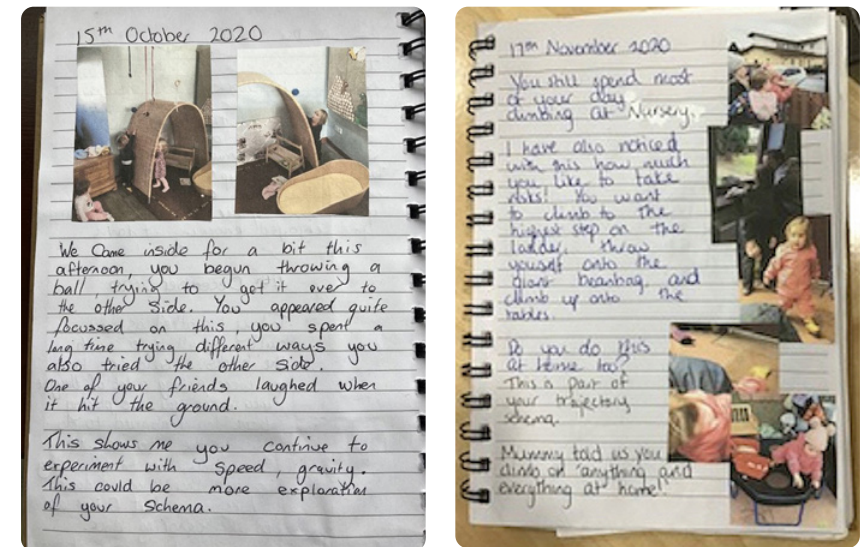 15th October 2020
We Came inside for a bit this
afternoon, you begun throwing a
ball, trying to get it over to
the other side. You appeared quite
focussed on this, you spent a
long time trying different ways you
also tried the other side.
One of your friends laughed when
it hit the ground.
This shows me you continue to
experiment with speed, gravity.
This could be more exploration
of your schema.
17th November 2020
You still spend most
of your day
climbing at Nursery.
I have also noticed
with this how much
you like to take
risks! You want
to climb to the
highest step on the
ladder, throw
yourself onto the
giant beanbag and
climb up onto the
tables.
Do you do this
at home too?
This is part of
your trajectory
schema.
Mummy told us you
climb on "anything and
everything at home!"